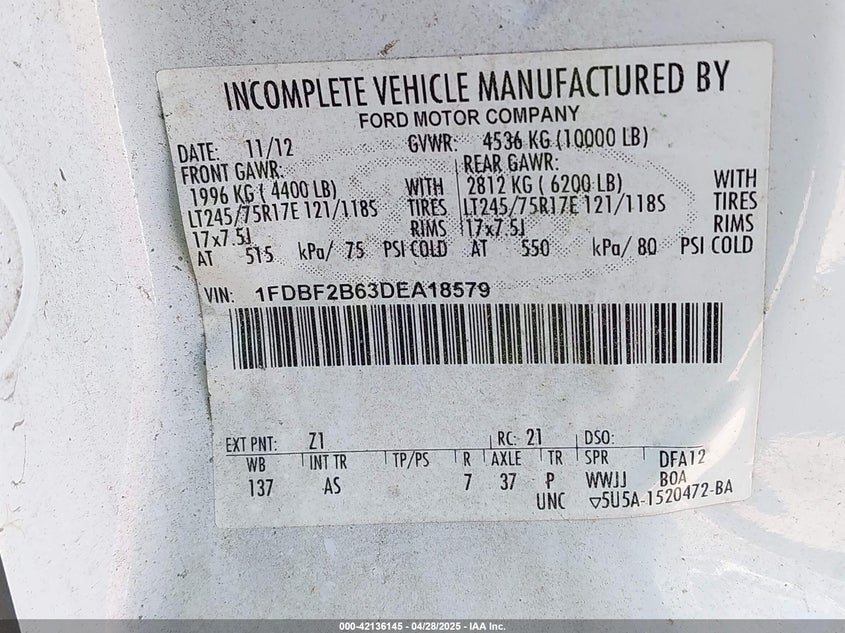 INCOMPLETE VEHICLE MANUFACTURED BY
FORD MOTOR COMPANY
DATE: 11/12 GVWR: 4536 KG (10000 LB)
FRONT GAWR: REAR GAWR:
1996 KG ( 4400 LB) WITH 2812 KG ( 6200 LB) WITH
LT245/75R17E 121/118S TIRES LT245/75R17E 121/118S TIRES
17x7.5J RIMS 17x7.5J RIMS
AT 515 kPa/ 75 PSI COLD AT 550 kPa/ 80 PSI COLD
VIN: 1FDBF2B63DEA18579
EXT PNT: Z1 RC: 21 DSO:
WB INT TR TP/PS R AXLE TR SPR DFA12
137 AS 7 37 P WWJJ BOA
UNC ▽5U5A-1520472-BA
000-42136145 - 04/28/2025 - IAA Inc.